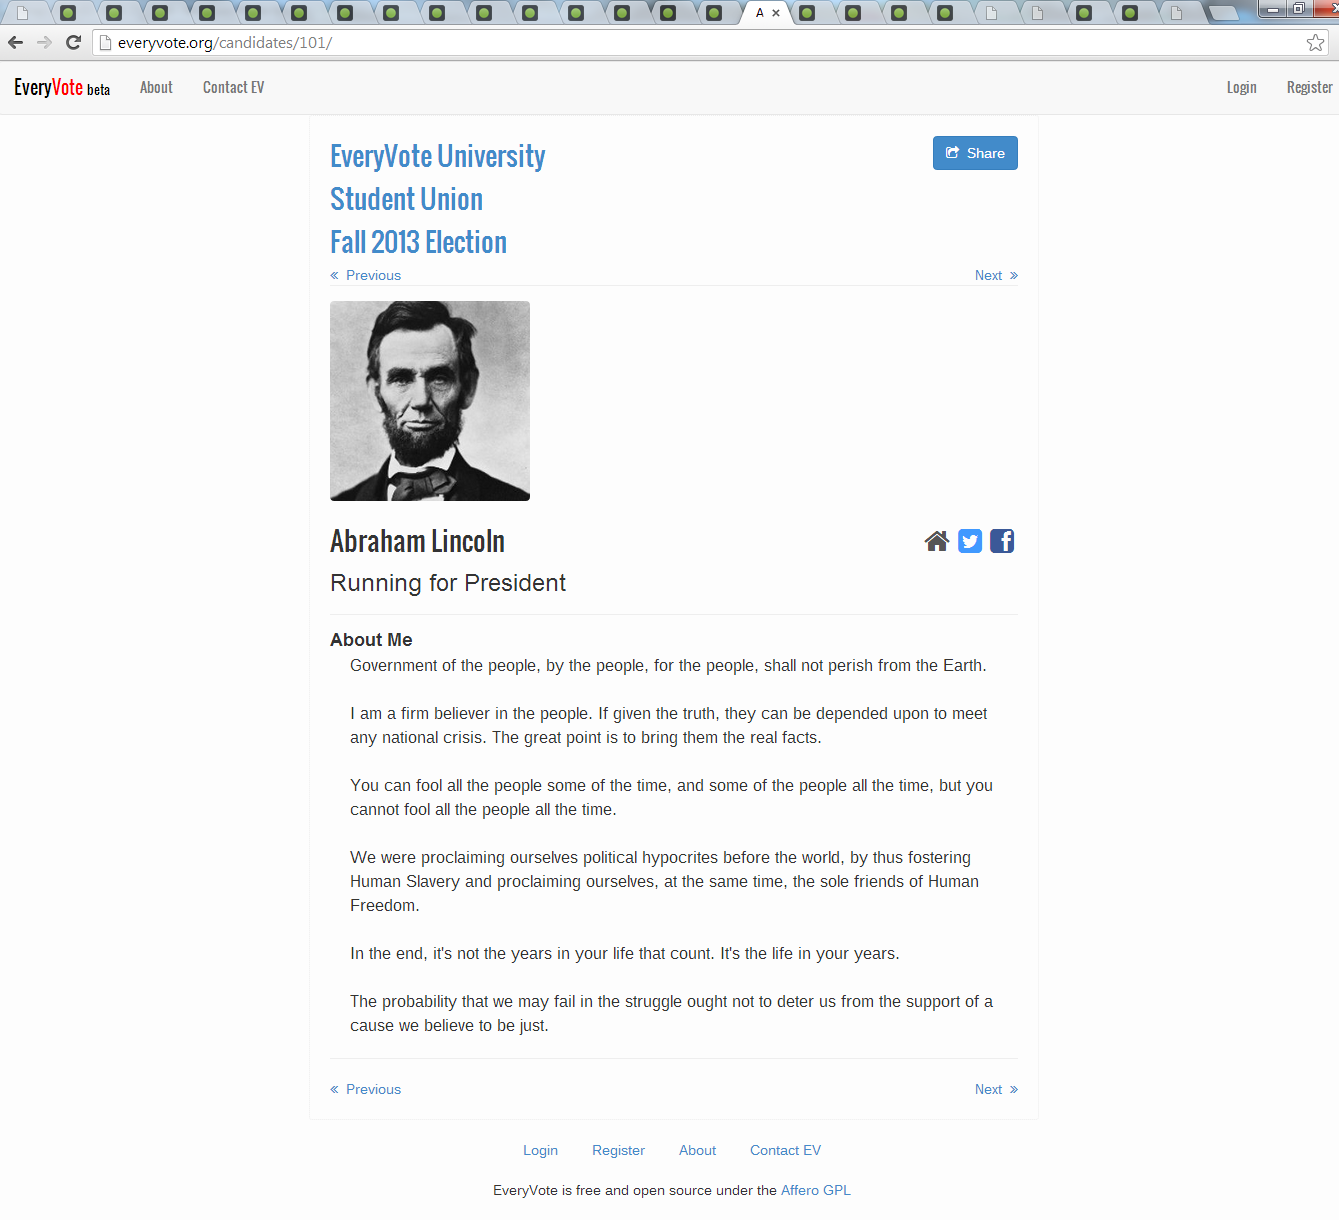 A
everyvote.org/candidates/101/
EveryVote beta About Contact EV Login Register
EveryVote University
Share
Student Union
Fall 2013 Election
« Previous Next »
Abraham Lincoln
Running for President
About Me
Government of the people, by the people, for the people, shall not perish from the Earth.
I am a firm believer in the people. If given the truth, they can be depended upon to meet
any national crisis. The great point is to bring them the real facts.
You can fool all the people some of the time, and some of the people all the time, but you
cannot fool all the people all the time.
We were proclaiming ourselves political hypocrites before the world, by thus fostering
Human Slavery and proclaiming ourselves, at the same time, the sole friends of Human
Freedom.
In the end, it's not the years in your life that count. It's the life in your years.
The probability that we may fail in the struggle ought not to deter us from the support of a
cause we believe to be just.
« Previous Next »
Login Register About Contact EV
EveryVote is free and open source under the Affero GPL